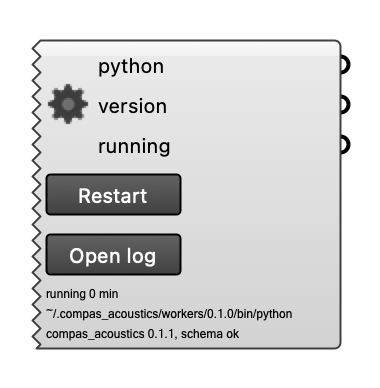 python
version
running
Restart
Open log
running 0 min
~/.compas_acoustics/workers/0.1.0/bin/python
compas_acoustics 0.1.1, schema ok